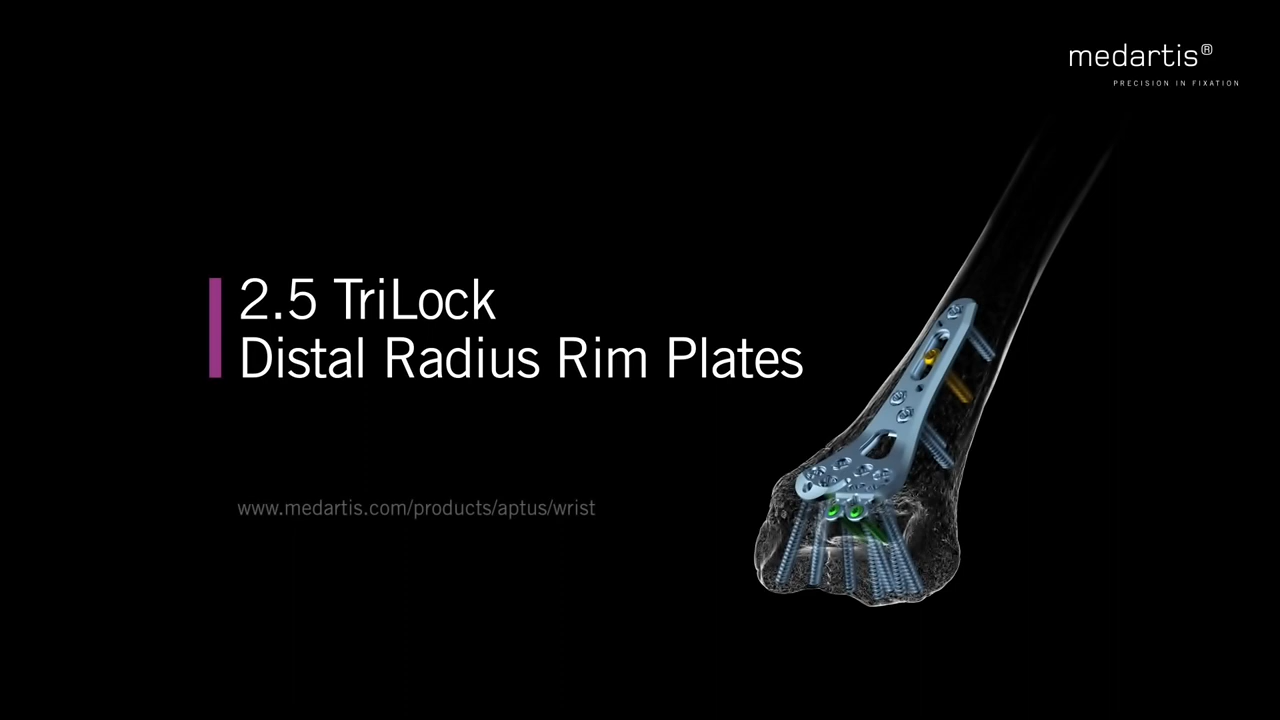 medartis®
PRECISION IN FIXATION
2.5 TriLock
Distal Radius Rim Plates
www.medartis.com/products/aptus/wrist